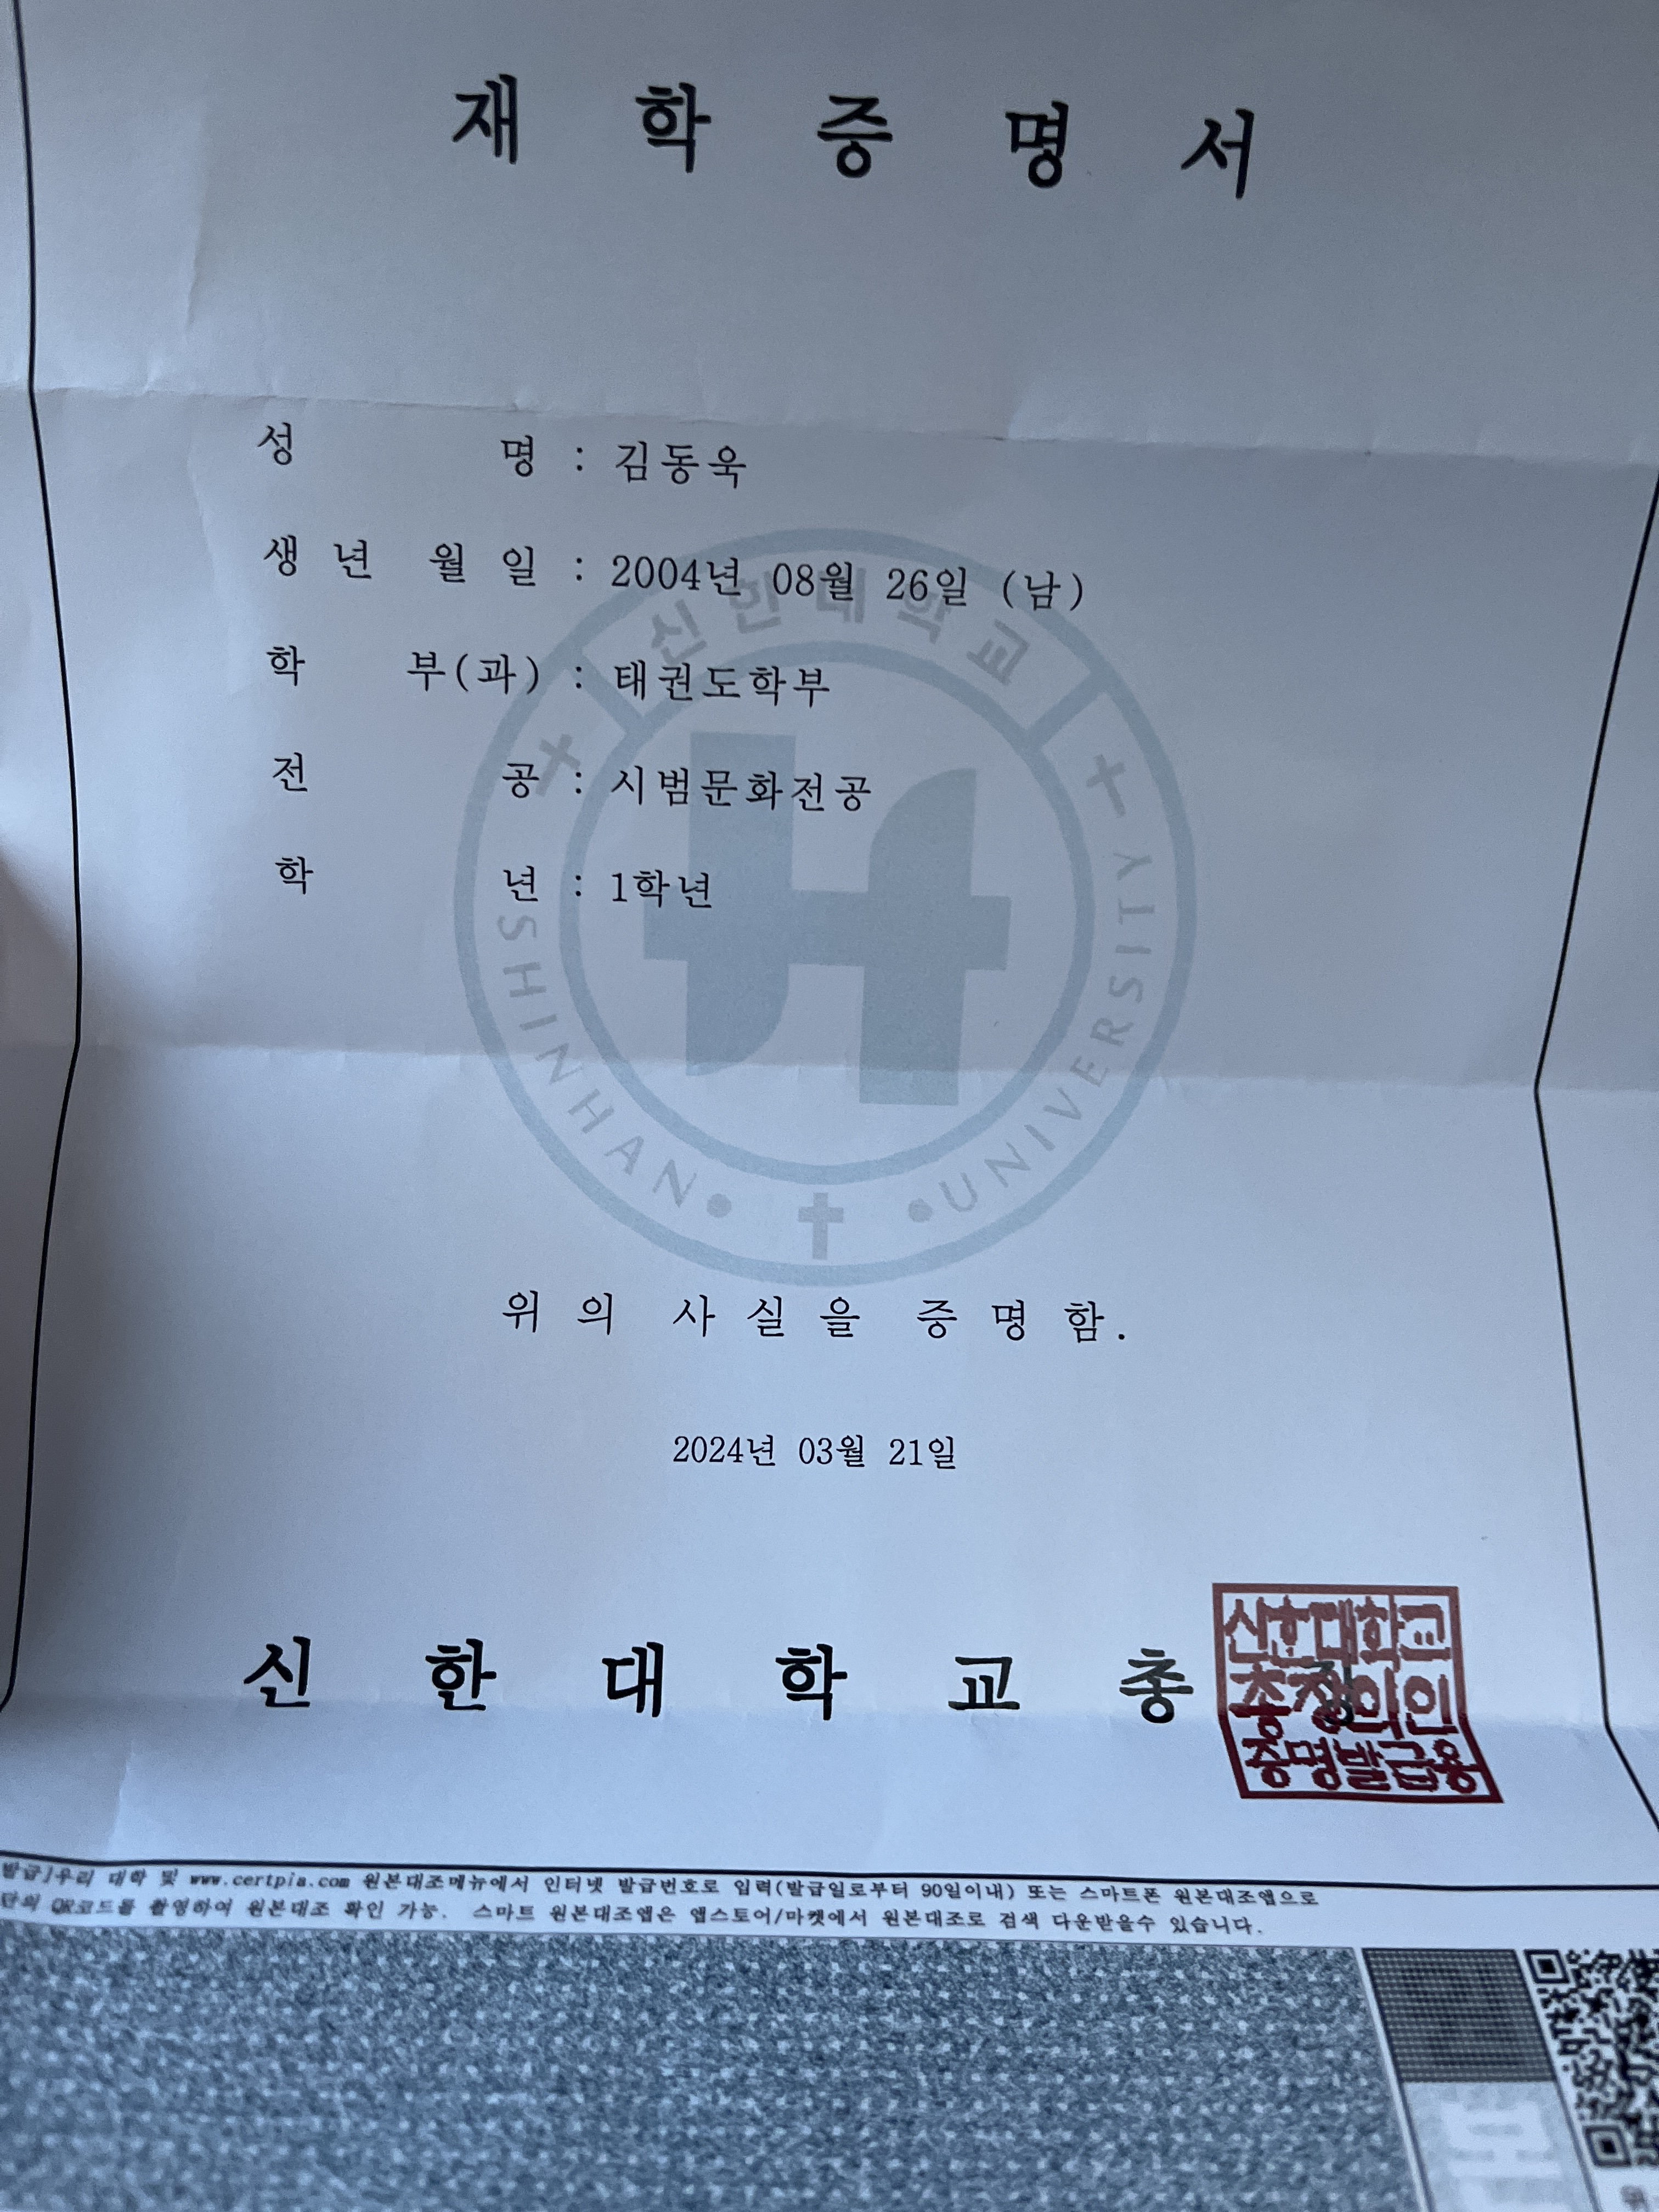 재 학 증 명 서
성 명 : 김동욱
생 년 월 일 : 2004년 08월 26일 (남)
학 부(과) : 태권도학부
전 공 : 시범문화전공
학 년 : 1학년
신한대학교
SHINHAN UNIVERSITY
위 의 사 실 을 증 명 함.
2024년 03월 21일
신 한 대 학 교 총 장
신한대학교
총장의인
증명발급용
발급]우리 대학 및 www.certpia.com 원본대조메뉴에서 인터넷 발급번호로 입력(발급일로부터 90일이내) 또는 스마트폰 원본대조앱으로
단의 QR코드를 촬영하여 원본대조 확인 가능. 스마트 원본대조앱은 앱스토어/마켓에서 원본대조로 검색 다운받을수 있습니다.